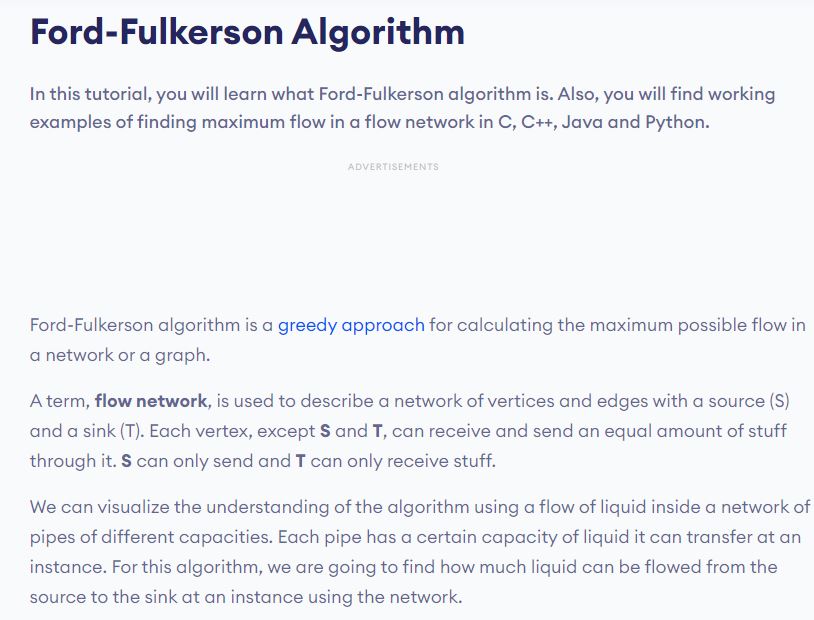 Ford-Fulkerson Algorithm
In this tutorial, you will learn what Ford-Fulkerson algorithm is. Also, you will find working
examples of finding maximum flow in a flow network in C, C++, Java and Python.
ADVERTISEMENTS
Ford-Fulkerson algorithm is a greedy approach for calculating the maximum possible flow in
a network or a graph.
A term, flow network, is used to describe a network of vertices and edges with a source (S)
and a sink (T). Each vertex, except S and T, can receive and send an equal amount of stuff
through it. S can only send and T can only receive stuff.
We can visualize the understanding of the algorithm using a flow of liquid inside a network of
pipes of different capacities. Each pipe has a certain capacity of liquid it can transfer at an
instance. For this algorithm, we are going to find how much liquid can be flowed from the
source to the sink at an instance using the network.